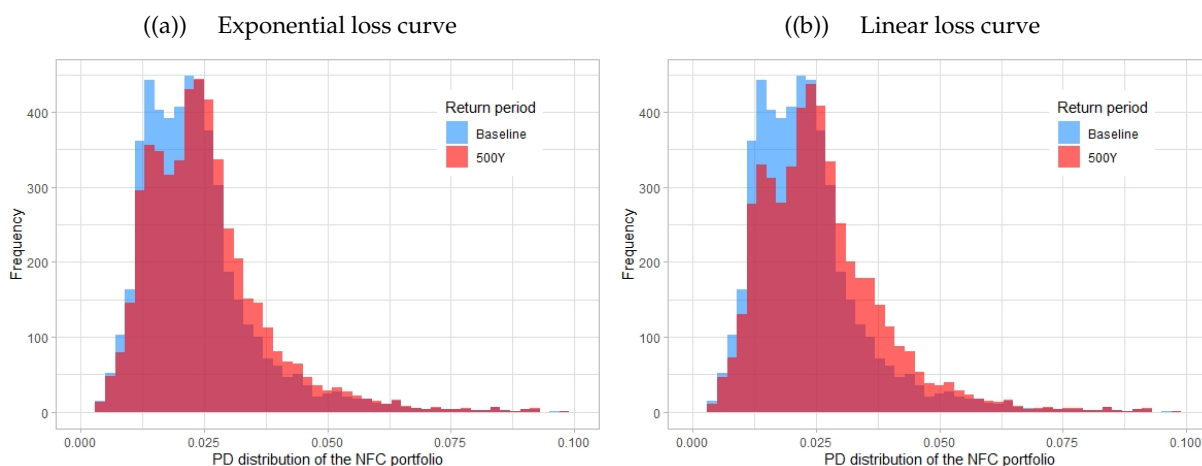 ((a)) Exponential loss curve
((b)) Linear loss curve
Frequency
400
300
200
100
0
Return period
Baseline
500Y
0.000 0.025 0.050 0.075 0.100
PD distribution of the NFC portfolio
Frequency
400
300
200
100
0
Return period
Baseline
500Y
0.000 0.025 0.050 0.075 0.100
PD distribution of the NFC portfolio